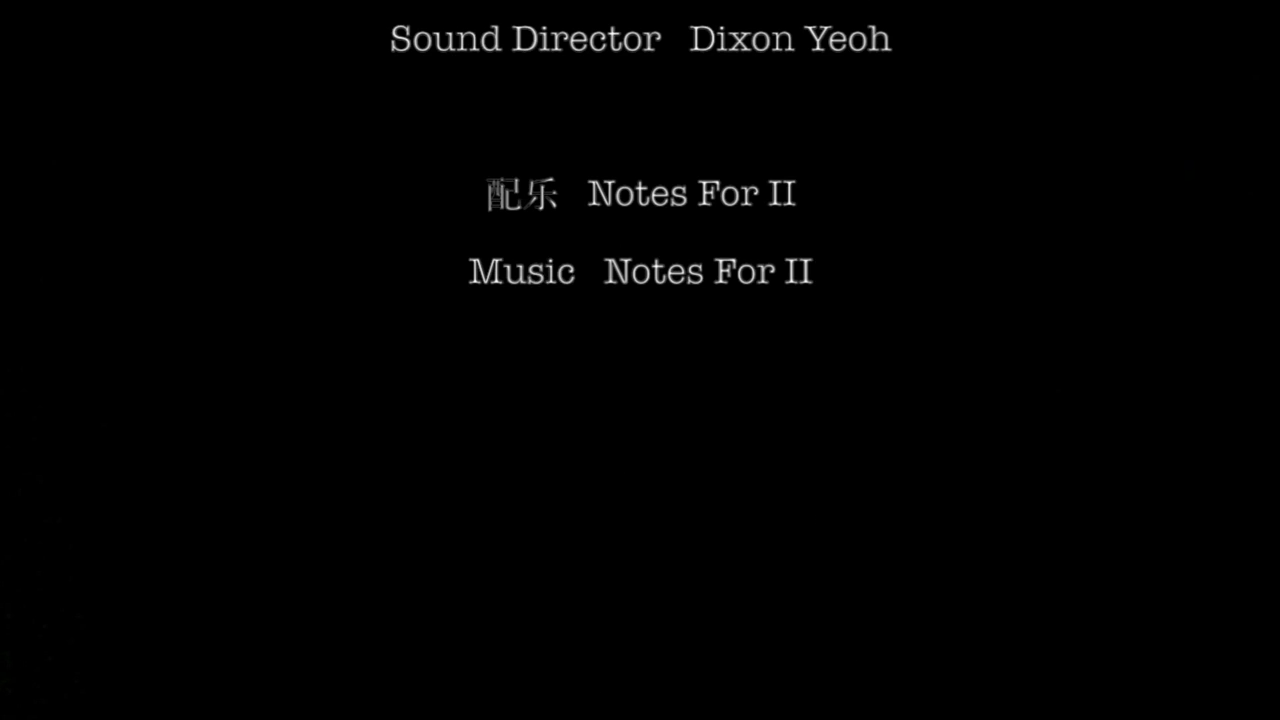 Sound Director Dixon Yeoh
配乐 Notes For II
Music Notes For II